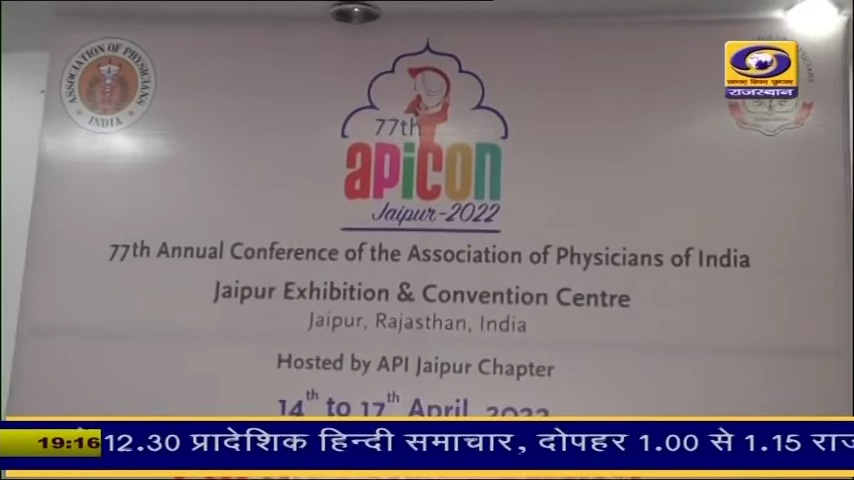 ASSOCIATION OF PHYSICIANS
INDIA
राजस्थान
77th
apicon
Jaipur-2022
77th Annual Conference of the Association of Physicians of India
Jaipur Exhibition & Convention Centre
Jaipur, Rajasthan, India
Hosted by API Jaipur Chapter
14th to 17th April 2022
19:16
12.30 प्रादेशिक हिन्दी समाचार, दोपहर 1.00 से 1.15